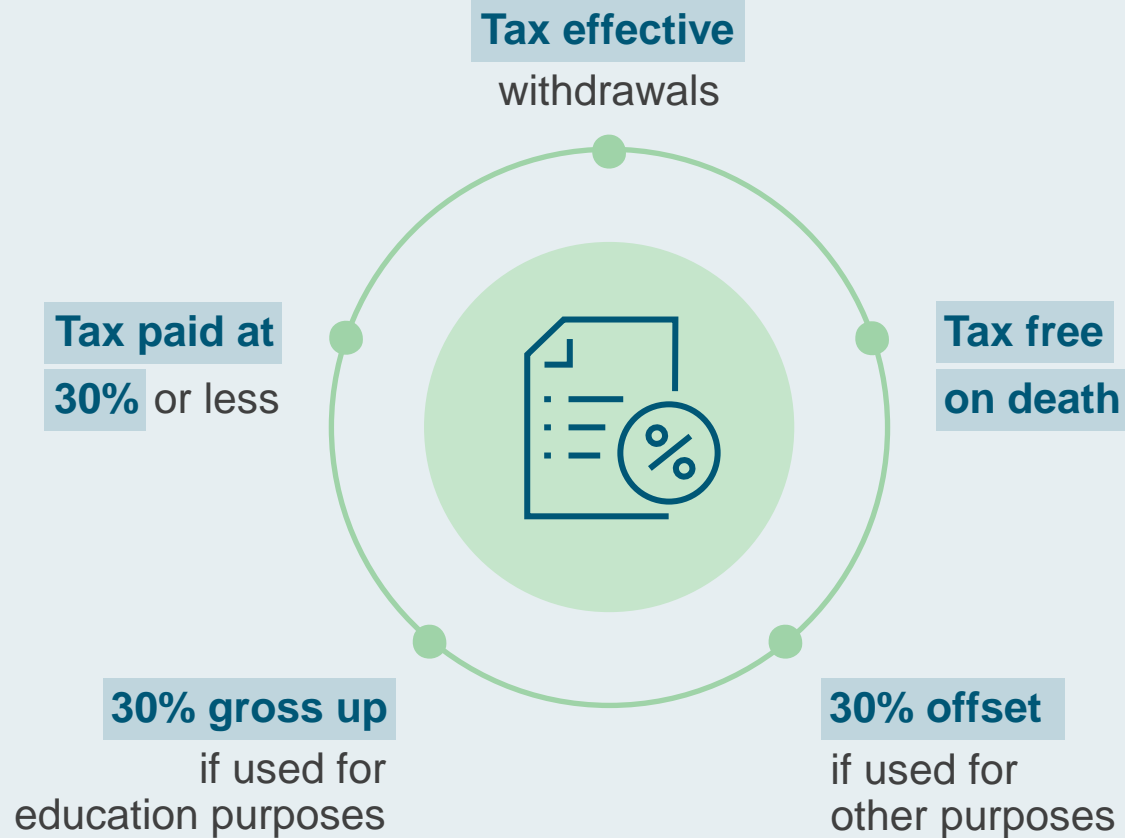 Tax effective
withdrawals
Tax paid at
30% or less
Tax free
on death
30% gross up
if used for
education purposes
30% offset
if used for
other purposes
%